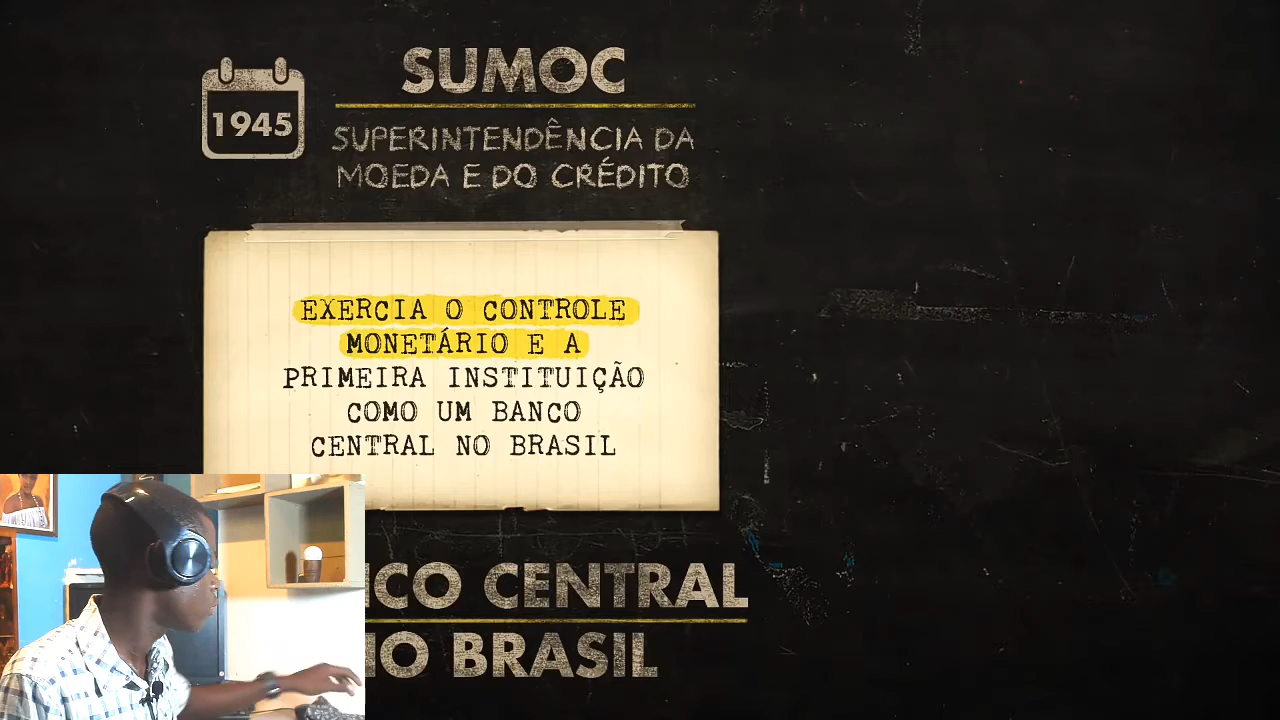 SUMOC
1945
SUPERINTENDÊNCIA DA
MOEDA E DO CRÉDITO
EXERCIA O CONTROLE
MONETÁRIO E A
PRIMEIRA INSTITUIÇÃO
COMO UM BANCO
CENTRAL NO BRASIL
CENTRAL
BRASIL